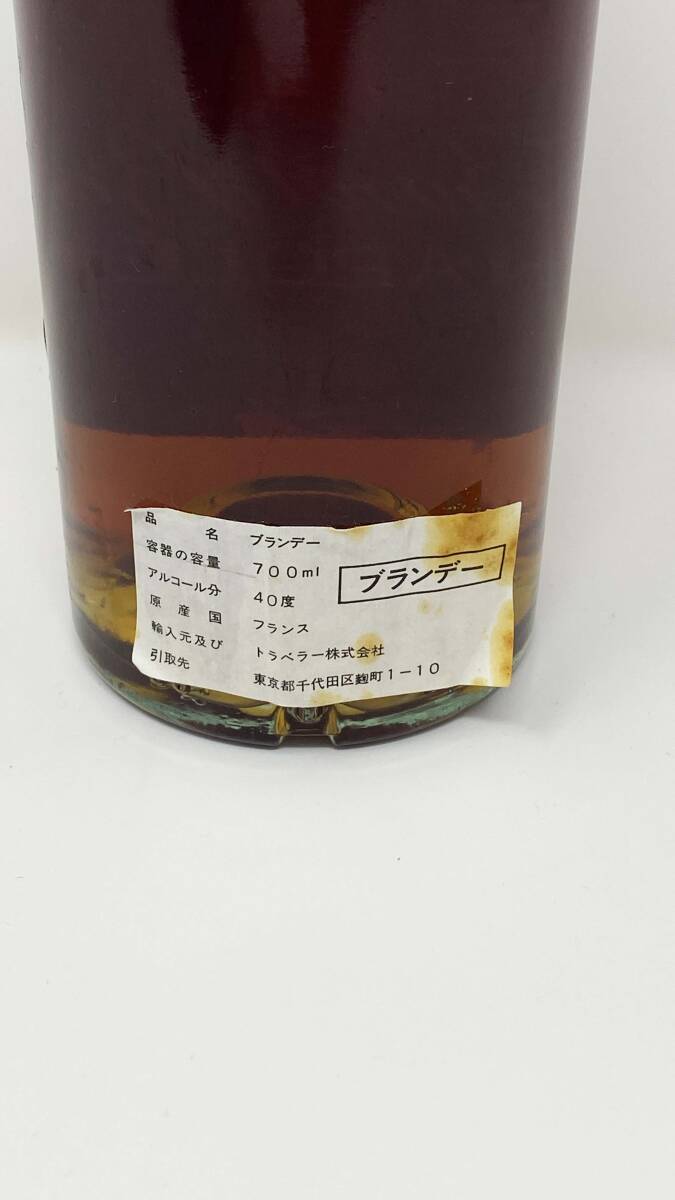 品名 ブランデー
容器の容量 700ml
アルコール分 40度
原産国 フランス
輸入元及び引取先 トラベラー株式会社
東京都千代田区麹町1-10
ブランデー